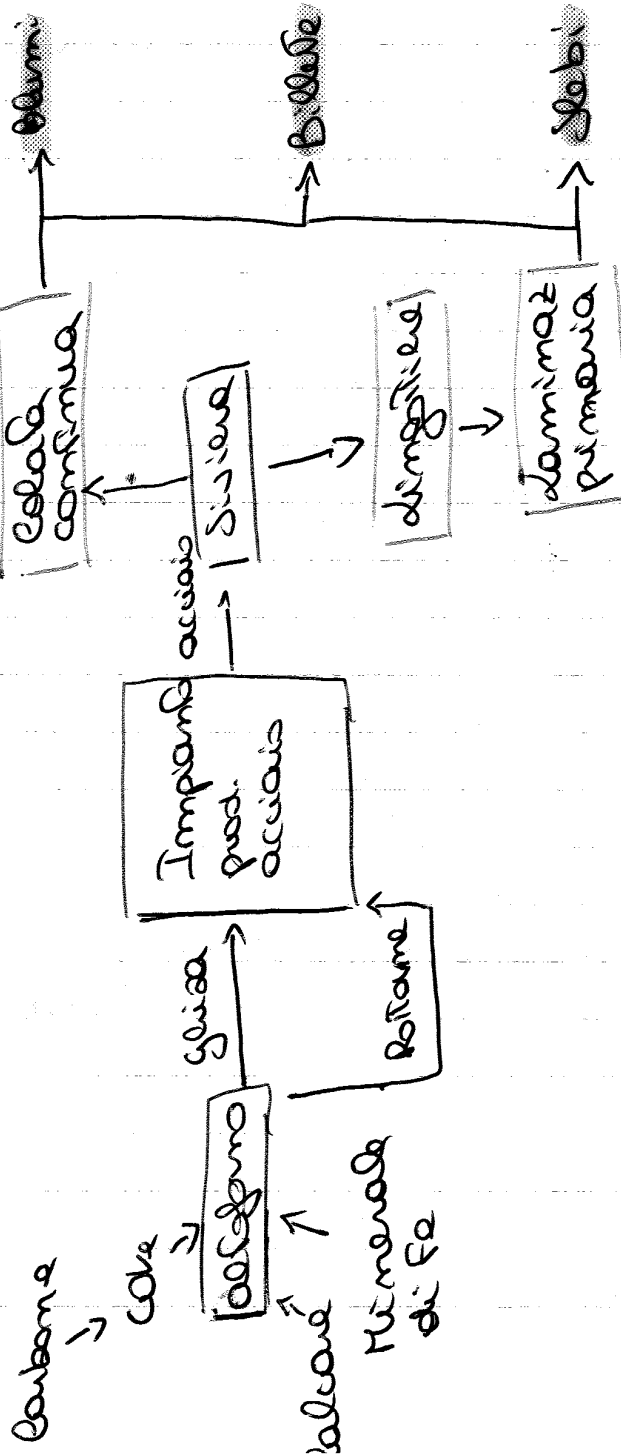 Carbone
Coke
altoforno
Calcare
Minerale
di Fe
ghisa
Rottame
Impianto
prod.
acciaio
acciaio
Siviera
Colata
continua
Lingottiera
Laminaz
primaria
Blumi
Billette
Slebi